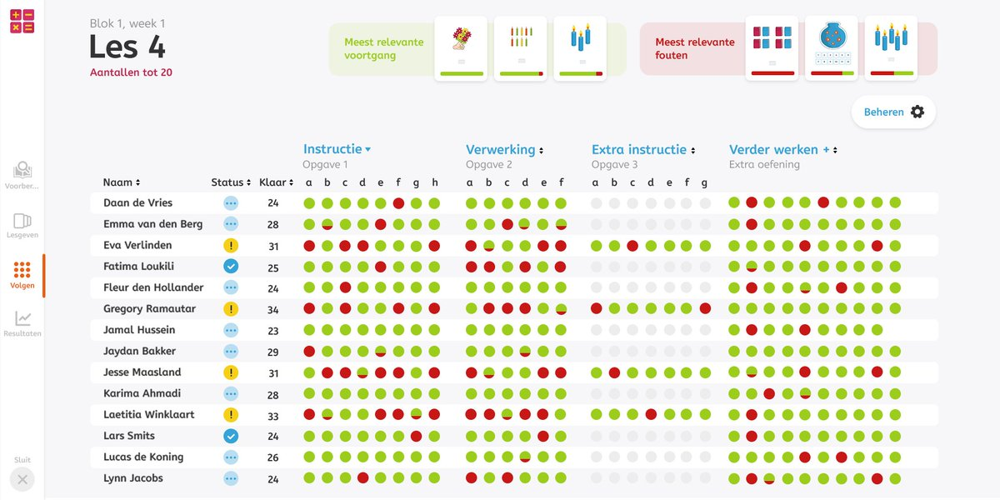 Blok 1, week 1
Les 4
Aantallen tot 20
Meest relevante
voortgang
Meest relevante
fouten
Beheren
Voorber...
Lesgeven
Volgen
Resultaten
Sluit
Instructie Verwerking Extra instructie Verder werken +
Opgave 1 Opgave 2 Opgave 3 Extra oefening
Naam Status Klaar a b c d e f g h a b c d e f a b c d e f g
Daan de Vries 24
Emma van den Berg 28
Eva Verlinden ! 31
Fatima Loukili 25
Fleur den Hollander 24
Gregory Ramautar ! 34
Jamal Hussein 23
Jaydan Bakker 29
Jesse Maasland ! 31
Karima Ahmadi 28
Laetitia Winklaart ! 33
Lars Smits 24
Lucas de Koning 26
Lynn Jacobs 24